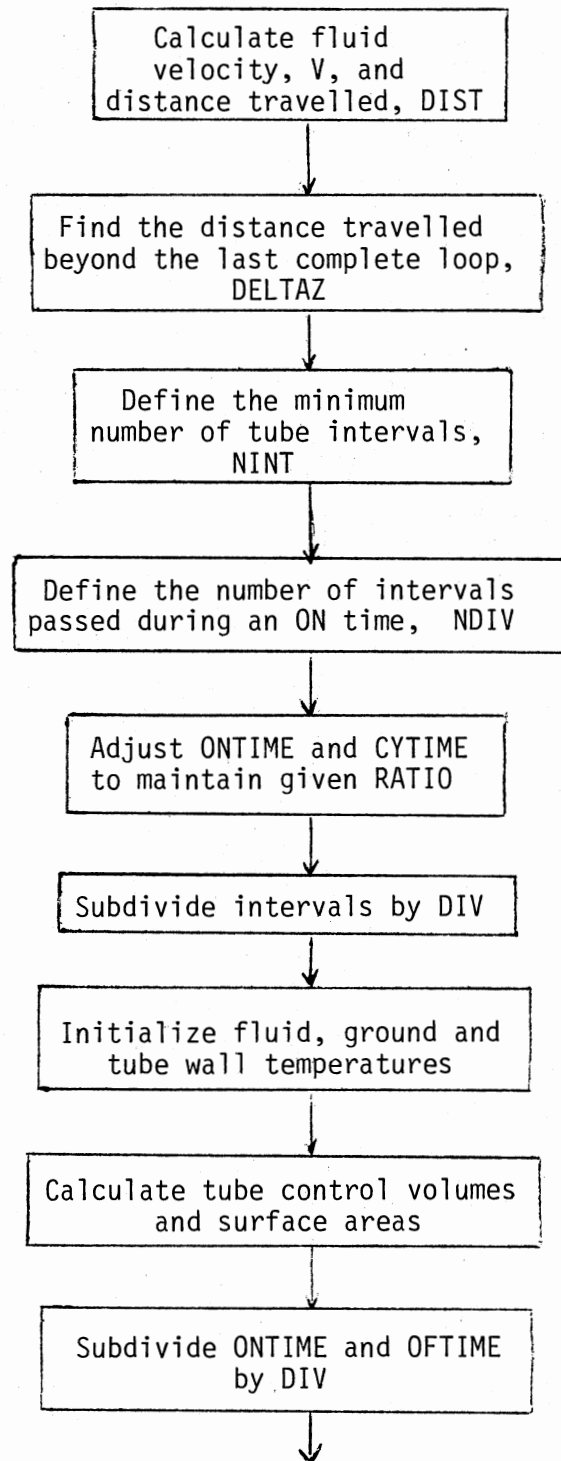 Calculate fluid
velocity, V, and
distance travelled, DIST
Find the distance travelled
beyond the last complete loop,
DELTAZ
Define the minimum
number of tube intervals,
NINT
Define the number of intervals
passed during an ON time, NDIV
Adjust ONTIME and CYTIME
to maintain given RATIO
Subdivide intervals by DIV
Initialize fluid, ground and
tube wall temperatures
Calculate tube control volumes
and surface areas
Subdivide ONTIME and OFTIME
by DIV